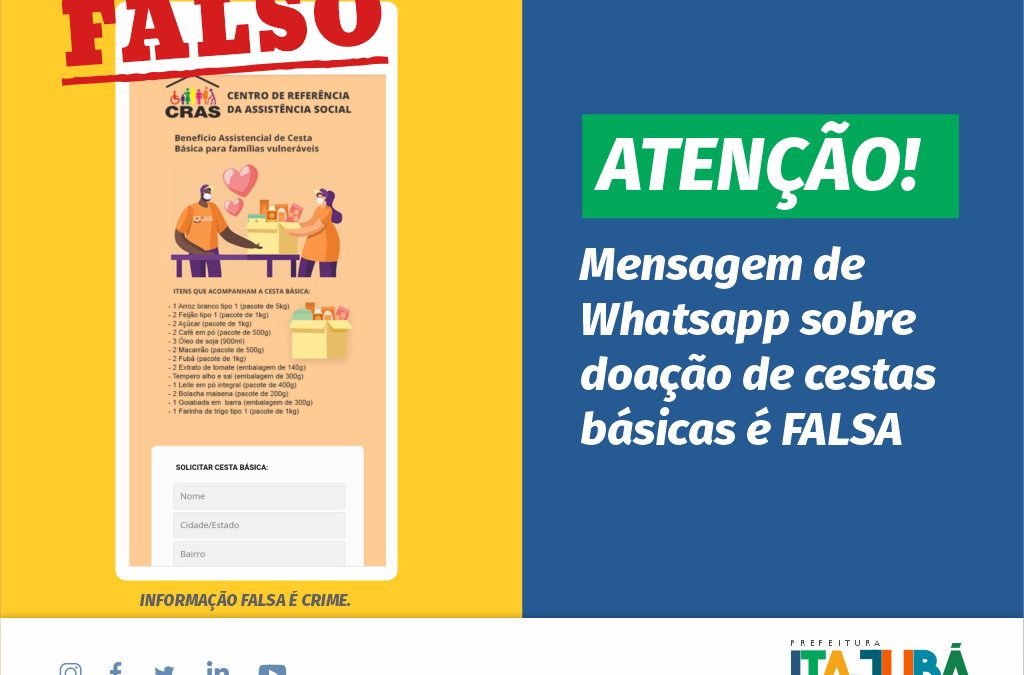 FALSO
CRAS
CENTRO DE REFERÊNCIA
DA ASSISTÊNCIA SOCIAL
Benefício Assistencial de Cesta
Básica para famílias vulneráveis
ITENS QUE ACOMPANHAM A CESTA BÁSICA:
- 1 Arroz branco tipo 1 (pacote de 5kg)
- 2 Feijão tipo 1 (pacote de 1kg)
- 2 Açúcar (pacote de 1kg)
- 2 Café em pó (pacote de 500g)
- 3 Óleo de soja (900ml)
- 2 Macarrão (pacote de 500g)
- 2 Fubá (pacote de 1kg)
- 2 Extrato de tomate (embalagem de 140g)
- Tempero alho e sal (embalagem de 300g)
- 1 Leite em pó integral (pacote de 400g)
- 2 Bolacha maisena (pacote de 200g)
- 1 Goiabada em barra (embalagem de 300g)
- 1 Farinha de trigo tipo 1 (pacote de 1kg)
SOLICITAR CESTA BÁSICA:
Nome
Cidade/Estado
Bairro
INFORMAÇÃO FALSA É CRIME.
ATENÇÃO!
Mensagem de
Whatsapp sobre
doação de cestas
básicas é FALSA
PREFEITURA
ITAJUBÁ